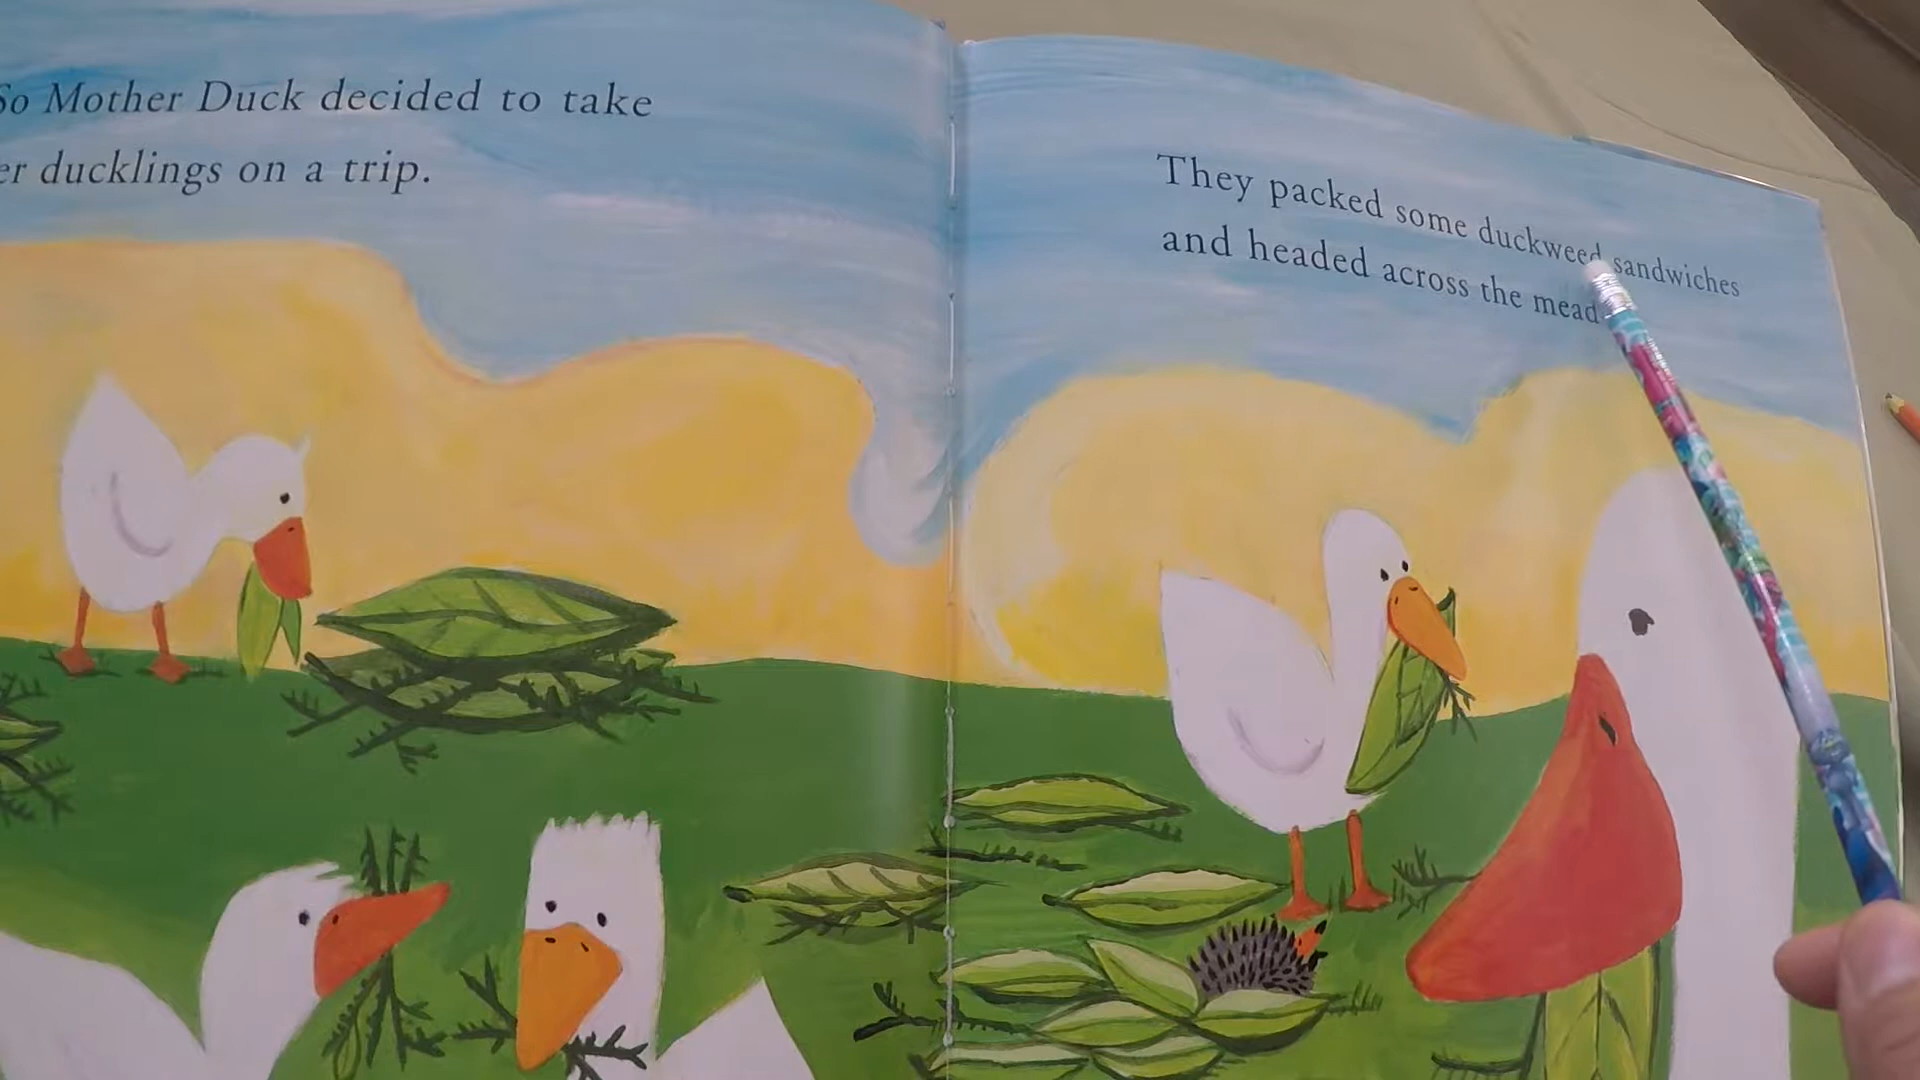 So Mother Duck decided to take
er ducklings on a trip.
They packed some duckweed sandwiches
and headed across the mead